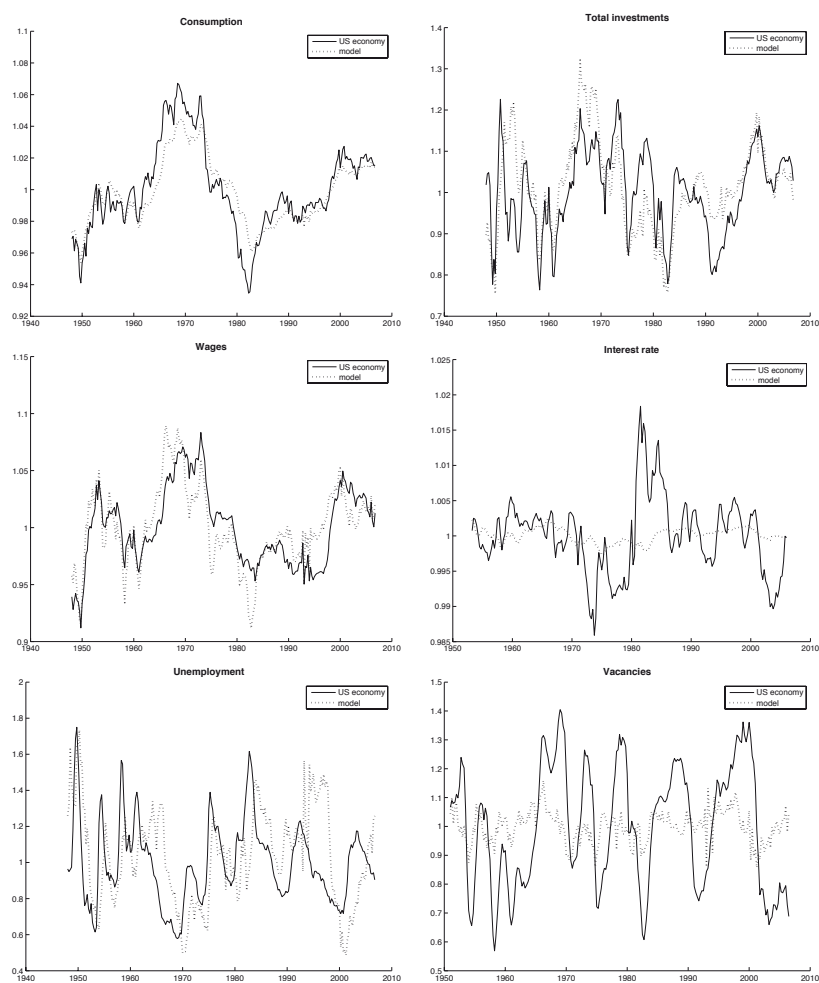 Consumption
US economy
model
1.1
1.08
1.06
1.04
1.02
1
0.98
0.96
0.94
0.92
1940 1950 1960 1970 1980 1990 2000 2010
Total investments
US economy
model
1.4
1.3
1.2
1.1
1
0.9
0.8
0.7
1940 1950 1960 1970 1980 1990 2000 2010
Wages
US economy
model
1.15
1.1
1.05
1
0.95
0.9
1940 1950 1960 1970 1980 1990 2000 2010
Interest rate
US economy
model
1.025
1.02
1.015
1.01
1.005
1
0.995
0.99
0.985
1950 1960 1970 1980 1990 2000 2010
Unemployment
US economy
model
2
1.8
1.6
1.4
1.2
1
0.8
0.6
0.4
1940 1950 1960 1970 1980 1990 2000 2010
Vacancies
US economy
model
1.5
1.4
1.3
1.2
1.1
1.0
0.9
0.8
0.7
0.6
0.5
1950 1960 1970 1980 1990 2000 2010